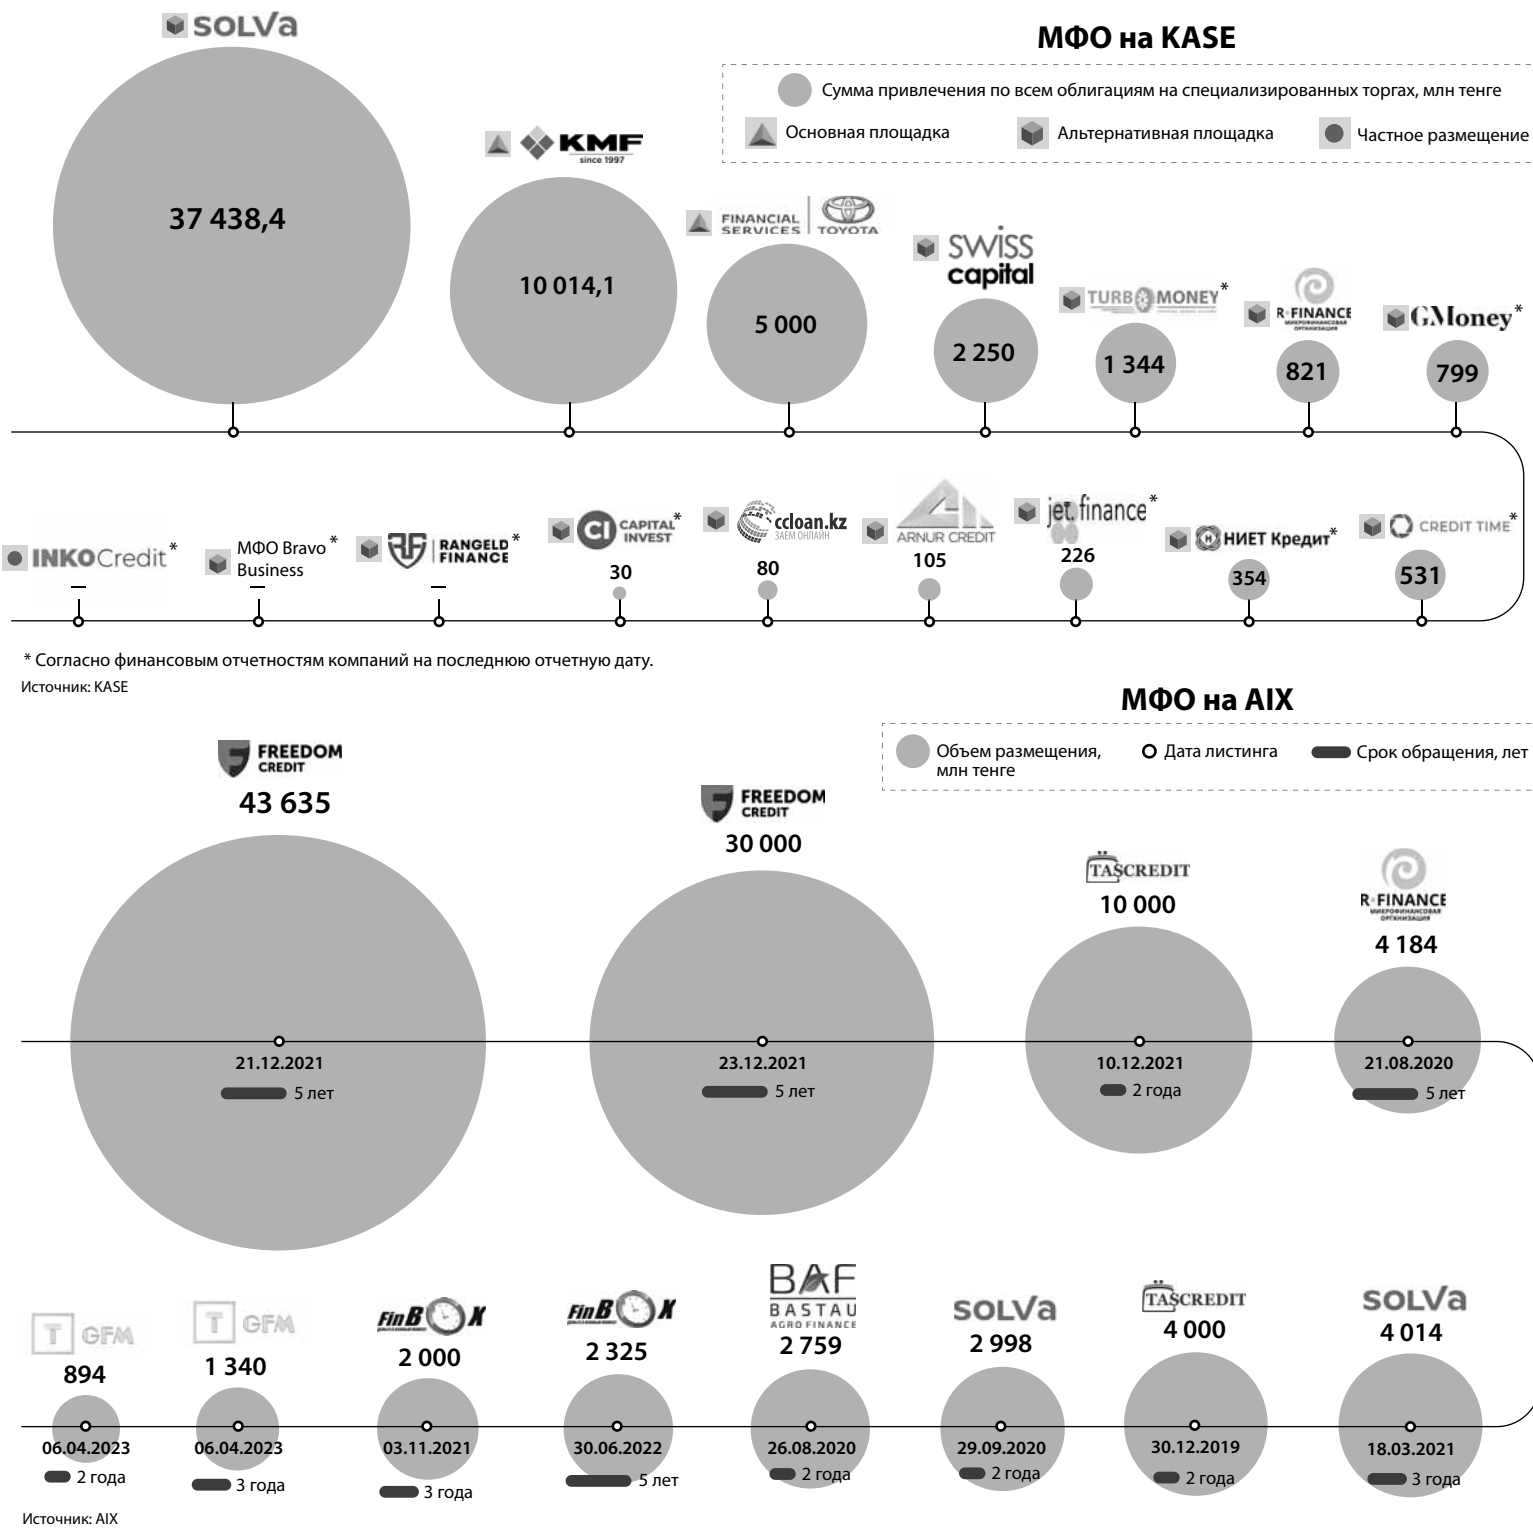 SOLVa
МФО на KASE
Сумма привлечения по всем облигациям на специализированных торгах, млн тенге
Основная площадка
Альтернативная площадка
Частное размещение
37 438,4
KMF
since 1997
10 014,1
FINANCIAL SERVICES
TOYOTA
5 000
swiss
capital
2 250
TURBOMONEY*
1 344
R-FINANCE
МИКРОФИНАНСОВАЯ
ОРГАНИЗАЦИЯ
821
GMoney*
799
INKOCredit*
–
МФО Bravo*
Business
–
RANGELD*
FINANCE
–
CI
CAPITAL*
INVEST
30
ccloan.kz
ЗАЕМ ОНЛАЙН
80
ARNUR CREDIT
105
jet finance*
226
Н
НИЕТ Кредит*
354
CREDIT TIME*
531
* Согласно финансовым отчетностям компаний на последнюю отчетную дату.
Источник: KASE
МФО на AIX
Объем размещения,
млн тенге
Дата листинга
Срок обращения, лет
FREEDOM
CREDIT
43 635
21.12.2021
5 лет
FREEDOM
CREDIT
30 000
23.12.2021
5 лет
TASCREDIT
10 000
10.12.2021
2 года
R-FINANCE
МИКРОФИНАНСОВАЯ
ОРГАНИЗАЦИЯ
4 184
21.08.2020
5 лет
T GFM
894
06.04.2023
2 года
T GFM
1 340
06.04.2023
3 года
FinBOX
2 000
03.11.2021
3 года
FinBOX
2 325
30.06.2022
5 лет
BAF
BASTAU
AGRO FINANCE
2 759
26.08.2020
2 года
SOLVa
2 998
29.09.2020
2 года
TASCREDIT
4 000
30.12.2019
2 года
SOLVa
4 014
18.03.2021
3 года
Источник: AIX